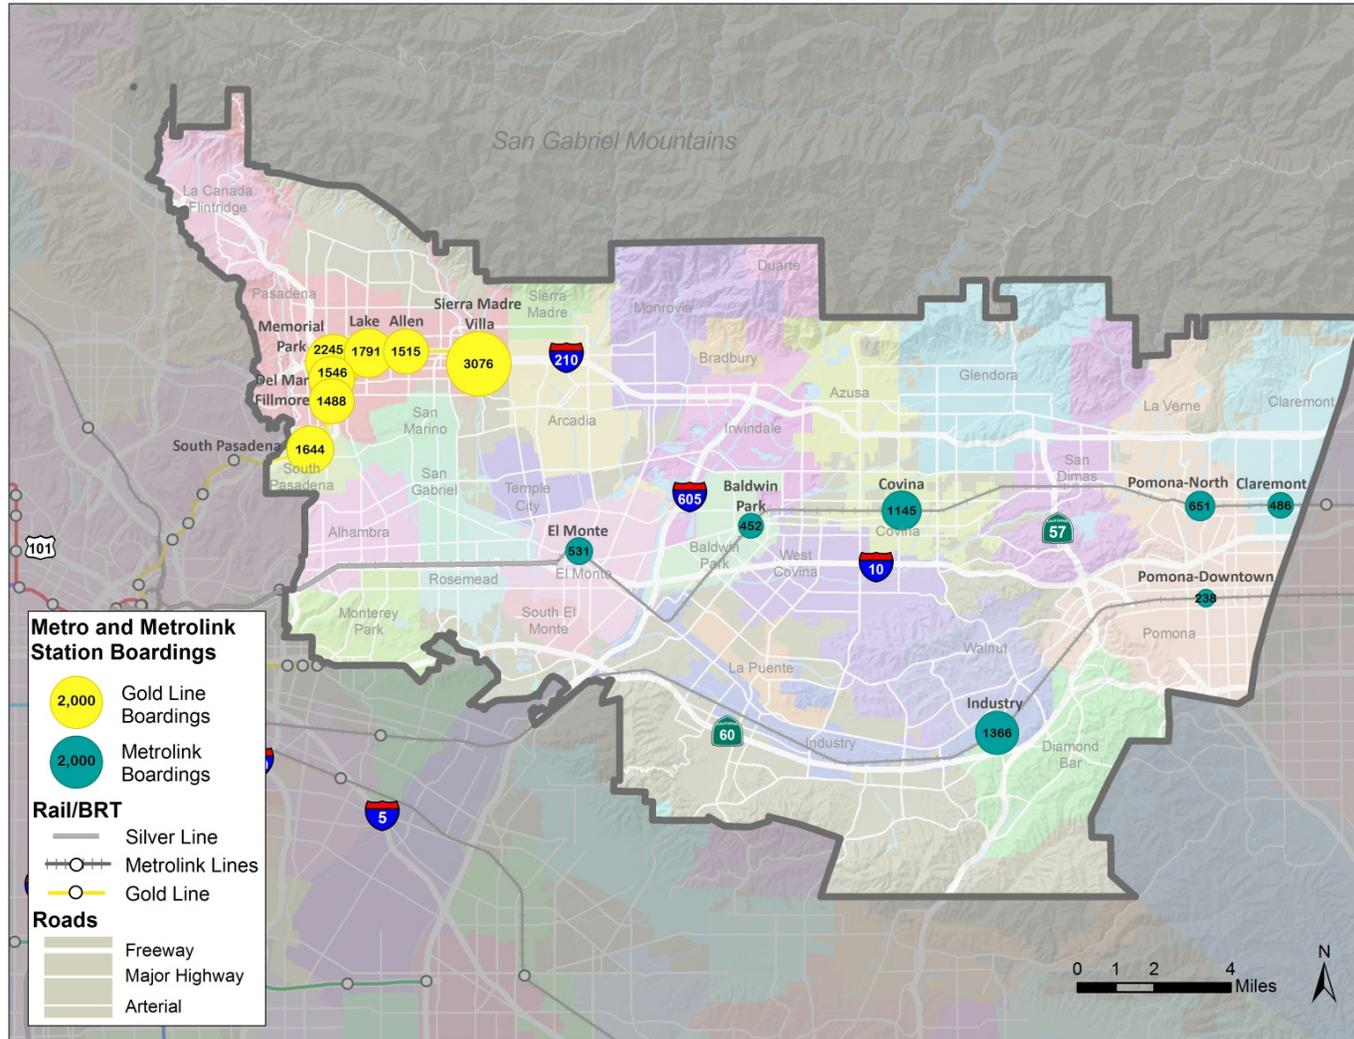 San Gabriel Mountains
La Canada
Flintridge
Pasadena
Sierra Madre
Villa
Sierra
Madre
Monrovia
Duarte
Memorial
Park
Lake
Allen
2245
1791
1515
3076
210
Bradbury
Azusa
Glendora
La Verne
Claremont
Del Mar
1546
Fillmore
1488
San
Marino
Arcadia
Irwindale
South Pasadena
1644
South
Pasadena
San
Gabriel
Temple
City
605
Baldwin
Park
452
Covina
1145
Covina
San
Dimas
Pomona-North
651
Claremont
486
57
CALIFORNIA
101
Alhambra
El Monte
531
El Monte
Baldwin
Park
West
Covina
10
Rosemead
Pomona-Downtown
238
Monterey
Park
South El
Monte
Pomona
La Puente
Walnut
Industry
1366
CALIFORNIA
60
Industry
Diamond
Bar
5
Metro and Metrolink
Station Boardings
2,000
Gold Line
Boardings
2,000
Metrolink
Boardings
Rail/BRT
Silver Line
Metrolink Lines
Gold Line
Roads
Freeway
Major Highway
Arterial
N
0 1 2 4
Miles